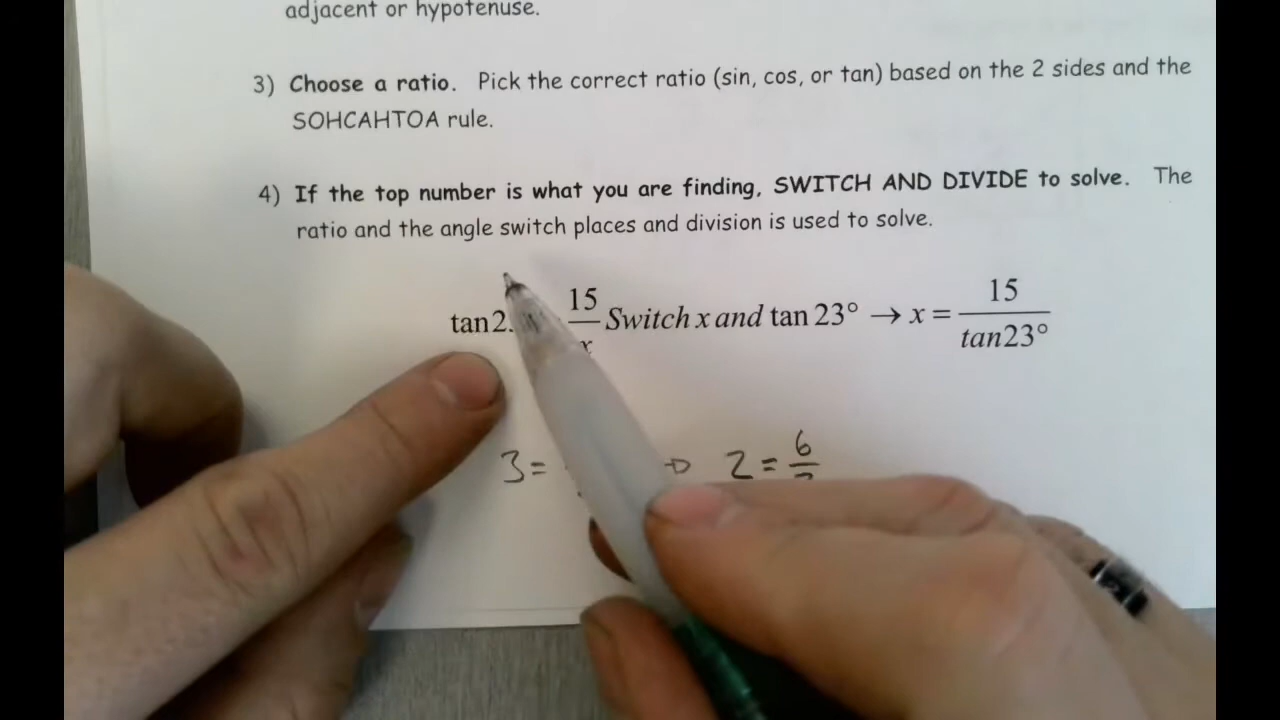 adjacent or hypotenuse.
3) Choose a ratio. Pick the correct ratio (sin, cos, or tan) based on the 2 sides and the
SOHCAHTOA rule.
4) If the top number is what you are finding, SWITCH AND DIVIDE to solve. The
ratio and the angle switch places and division is used to solve.
tan2 15/x Switch x and tan 23° → x = 15/tan23°
3 = → 2 = 6/